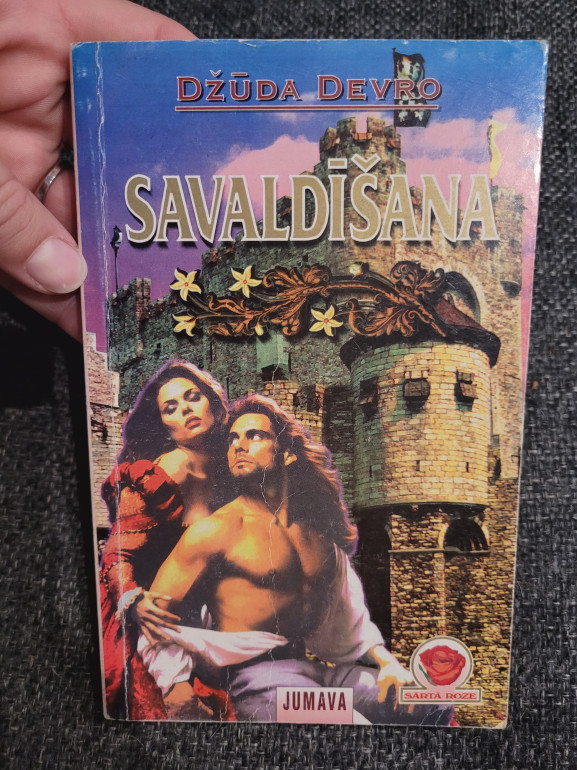 DŽŪDA DEVRO
SAVALDĪŠANA
JUMAVA
SĀRTĀ ROZE